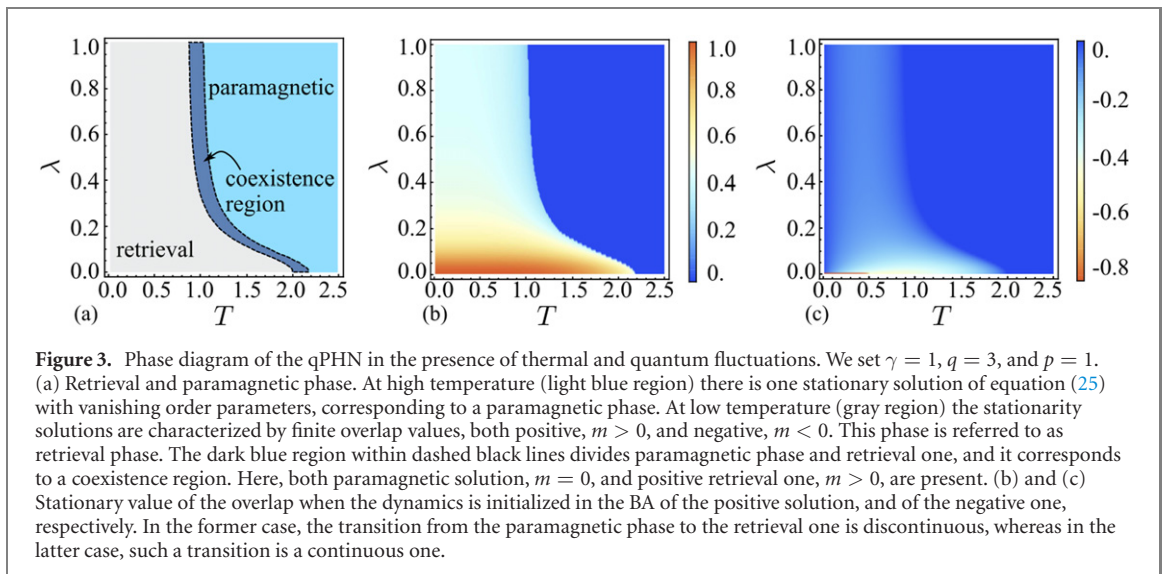 1.0
0.8
0.6
0.4
0.2
0.0
λ
paramagnetic
coexistence
region
retrieval
0.0 0.5 1.0 1.5 2.0 2.5
(a)
T
1.0
0.8
0.6
0.4
0.2
0.0
λ
0.0 0.5 1.0 1.5 2.0 2.5
(b)
T
1.0
0.8
0.6
0.4
0.2
0.
1.0
0.8
0.6
0.4
0.2
0.0
λ
0.0 0.5 1.0 1.5 2.0 2.5
(c)
T
0.
-0.2
-0.4
-0.6
-0.8
Figure 3. Phase diagram of the qPHN in the presence of thermal and quantum fluctuations. We set γ = 1, q = 3, and p = 1.
(a) Retrieval and paramagnetic phase. At high temperature (light blue region) there is one stationary solution of equation (25)
with vanishing order parameters, corresponding to a paramagnetic phase. At low temperature (gray region) the stationarity
solutions are characterized by finite overlap values, both positive, m > 0, and negative, m < 0. This phase is referred to as
retrieval phase. The dark blue region within dashed black lines divides paramagnetic phase and retrieval one, and it corresponds
to a coexistence region. Here, both paramagnetic solution, m = 0, and positive retrieval one, m > 0, are present. (b) and (c)
Stationary value of the overlap when the dynamics is initialized in the BA of the positive solution, and of the negative one,
respectively. In the former case, the transition from the paramagnetic phase to the retrieval one is discontinuous, whereas in the
latter case, such a transition is a continuous one.